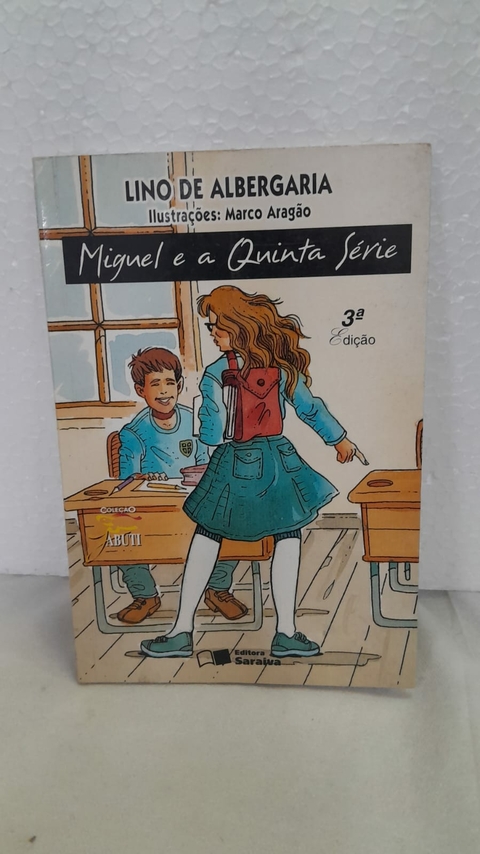 LINO DE ALBERGARIA
Ilustrações: Marco Aragão
Miguel e a Quinta Série
3ª
Edição
COLEÇÃO
JABUTI
Editora
Saraiva